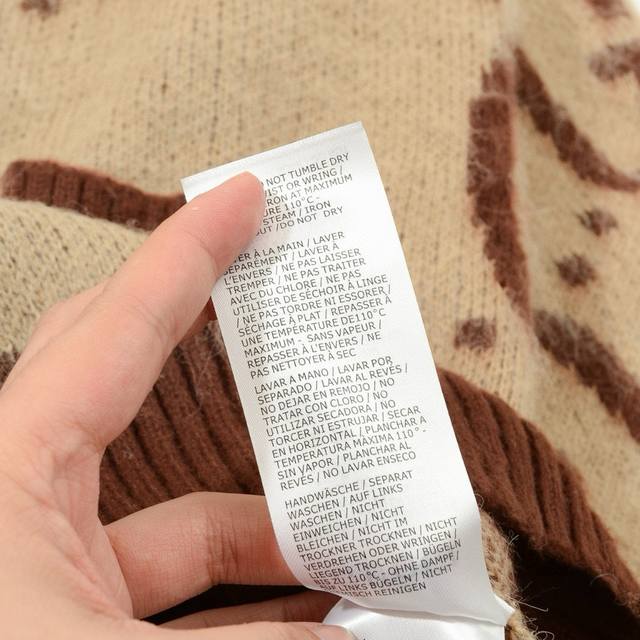 NOT TUMBLE DRY
OR WRING /
IRON AT MAXIMUM
110°C -
STEAM / IRON
/DO NOT DRY
À LA MAIN / LAVER
SÉPARÉMENT / LAVER À
L'ENVERS / NE PAS LAISSER
TREMPER / NE PAS TRAITER
AVEC DU CHLORE / NE PAS
UTILISER DE SÉCHOIR À LINGE
/ NE PAS TORDRE NI ESSORER /
SÉCHAGE À PLAT / REPASSER À
UNE TEMPÉRATURE DE110°C
MAXIMUM - SANS VAPEUR /
REPASSER À L'ENVERS / NE
PAS NETTOYER À SEC
LAVAR A MANO / LAVAR POR
SEPARADO / LAVAR AL REVÉS /
NO DEJAR EN REMOJO / NO
TRATAR CON CLORO / NO
UTILIZAR SECADORA / NO
TORCER NI ESTRUJAR / SECAR
EN HORIZONTAL / PLANCHAR A
TEMPERATURA MÁXIMA 110° -
SIN VAPOR / PLANCHAR AL
REVÉS / NO LAVAR ENSECO
HANDWÄSCHE / SEPARAT
WASCHEN / AUF LINKS
WASCHEN / NICHT
EINWEICHEN / NICHT
BLEICHEN / NICHT IM
TROCKNER TROCKNEN / NICHT
VERDREHEN ODER WRINGEN /
LIEGEND TROCKNEN / BÜGELN
BIS ZU 110°C - OHNE DAMPF /
LINKS BÜGELN / NICHT
REINIGEN